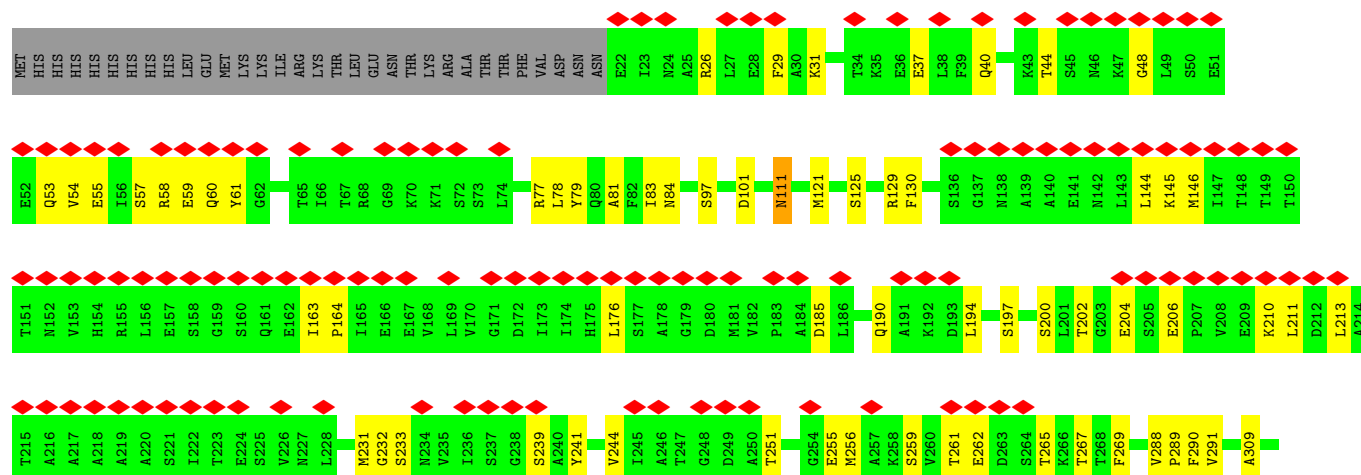 MET HIS HIS HIS HIS HIS HIS HIS LEU GLU MET LYS LYS ILE ARG LYS THR LEU GLU ASN THR LYS ARG ALA THR THR PHE VAL ASP ASN ASN E22 I23 N24 A25 R26 L27 E28 F29 A30 K31 T34 K35 E36 E37 L38 F39 Q40 K43 T44 S45 N46 K47 G48 L49 S50 E51
E52 Q53 V54 E55 I56 S57 R58 E59 Q60 Y61 G62 T65 I66 T67 R68 G69 K70 K71 S72 S73 L74 R77 L78 Y79 Q80 A81 F82 I83 N84 S97 D101 N111 M121 S125 R129 F130 S136 G137 N138 A139 A140 E141 N142 L143 L144 K145 M146 I147 T148 T149 T150
T151 N152 V153 H154 R155 L156 E157 S158 G159 S160 Q161 E162 I163 P164 I165 E166 E167 V168 L169 V170 G171 D172 I173 I174 H175 L176 S177 A178 G179 D180 M181 V182 P183 A184 D185 L186 Q190 A191 K192 D193 L194 S197 S200 L201 T202 G203 E204 S205 E206 P207 V208 E209 K210 L211 D212 L213 A214
T215 A216 A217 A218 A219 A220 S221 I222 T223 E224 S225 V226 N227 L228 M231 G232 S233 N234 V235 I236 S237 G238 S239 A240 Y241 V244 I245 A246 T247 G248 D249 A250 T251 G254 E255 M256 A257 K258 S259 V260 T261 E262 D263 S264 T265 K266 T267 T268 F269 V288 P289 F290 V291 A309